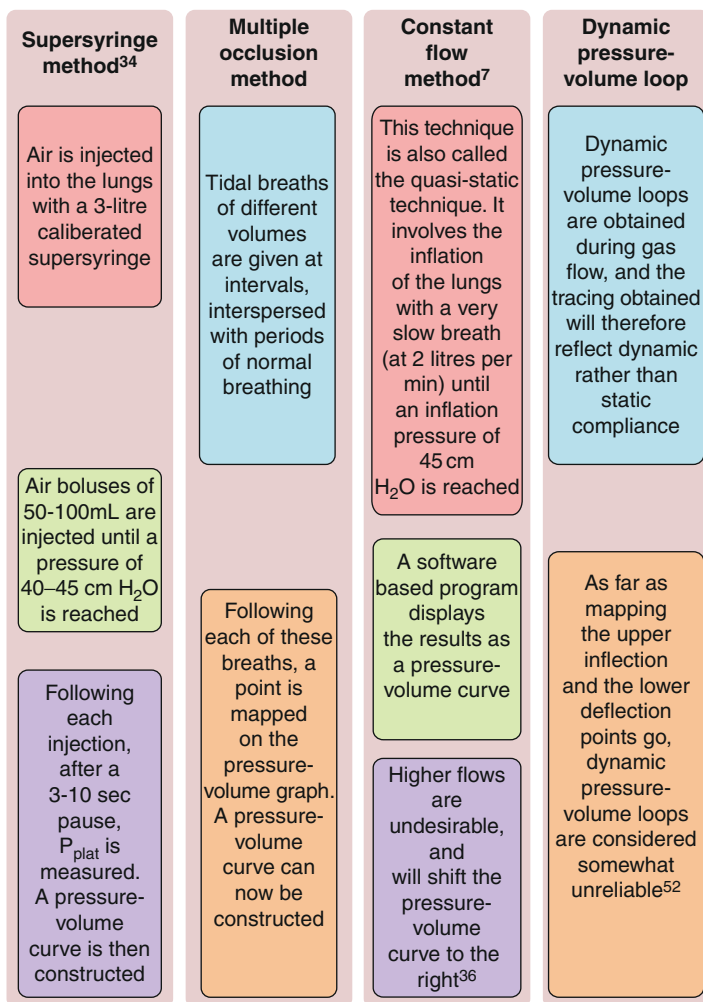 Supersyringe
method34
Air is injected
into the lungs
with a 3-litre
caliberated
supersyringe
Air boluses of
50-100mL are
injected until a
pressure of
40–45 cm H2O
is reached
Following
each
injection,
after a
3-10 sec
pause,
Pplat is
measured.
A pressure-
volume
curve is then
constructed
Multiple
occlusion
method
Tidal breaths
of different
volumes
are given at
intervals,
interspersed
with periods
of normal
breathing
Following
each of these
breaths, a
point is
mapped
on the
pressure-
volume graph.
A pressure-
volume
curve can
now be
constructed
Constant
flow
method7
This technique
is also called
the quasi-static
technique. It
involves the
inflation
of the lungs
with a very
slow breath
(at 2 litres per
min) until
an inflation
pressure of
45 cm
H2O is reached
A software
based program
displays
the results as
a pressure-
volume curve
Higher flows
are
undesirable,
and
will shift the
pressure-
volume
curve to the
right36
Dynamic
pressure-
volume loop
Dynamic
pressure-
volume loops
are obtained
during gas
flow, and the
tracing obtained
will therefore
reflect dynamic
rather than
static
compliance
As far as
mapping
the upper
inflection
and the lower
deflection
points go,
dynamic
pressure-
volume loops
are considered
somewhat
unreliable52